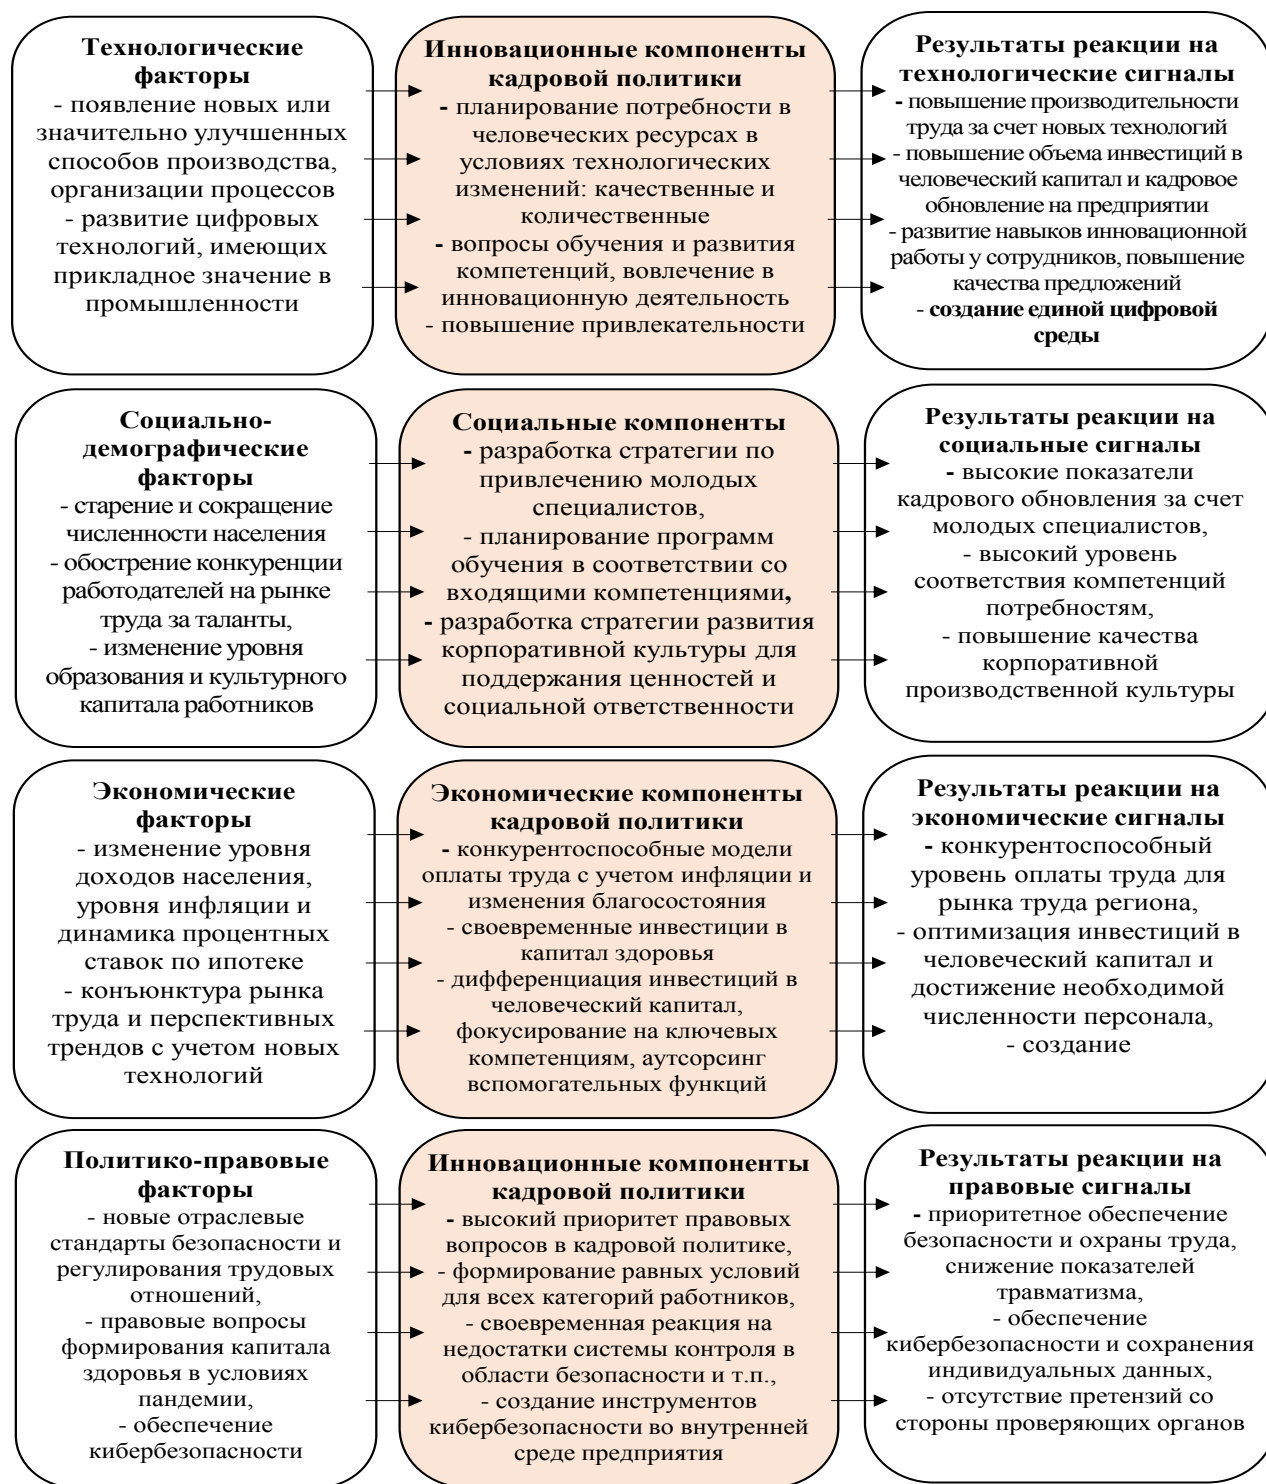 Технологические
факторы
- появление новых или
значительно улучшенных
способов производства,
организации процессов
- развитие цифровых
технологий, имеющих
прикладное значение в
промышленности
Инновационные компоненты
кадровой политики
- планирование потребности в
человеческих ресурсах в
условиях технологических
изменений: качественные и
количественные
- вопросы обучения и развития
компетенций, вовлечение в
инновационную деятельность
- повышение привлекательности
Результаты реакции на
технологические сигналы
- повышение производительности
труда за счет новых технологий
- повышение объема инвестиций в
человеческий капитал и кадровое
обновление на предприятии
- развитие навыков инновационной
работы у сотрудников, повышение
качества предложений
- создание единой цифровой
среды
Социально-
демографические
факторы
- старение и сокращение
численности населения
- обострение конкуренции
работодателей на рынке
труда за таланты,
- изменение уровня
образования и культурного
капитала работников
Социальные компоненты
- разработка стратегии по
привлечению молодых
специалистов,
- планирование программ
обучения в соответствии со
входящими компетенциями,
- разработка стратегии развития
корпоративной культуры для
поддержания ценностей и
социальной ответственности
Результаты реакции на
социальные сигналы
- высокие показатели
кадрового обновления за счет
молодых специалистов,
- высокий уровень
соответствия компетенций
потребностям,
- повышение качества
корпоративной
производственной культуры
Экономические
факторы
- изменение уровня
доходов населения,
уровня инфляции и
динамика процентных
ставок по ипотеке
- конъюнктура рынка
труда и перспективных
трендов с учетом новых
технологий
Экономические компоненты
кадровой политики
- конкурентоспособные модели
оплаты труда с учетом инфляции и
изменения благосостояния
- своевременные инвестиции в
капитал здоровья
- дифференциация инвестиций в
человеческий капитал,
фокусирование на ключевых
компетенциям, аутсорсинг
вспомогательных функций
Результаты реакции на
экономические сигналы
- конкурентоспособный
уровень оплаты труда для
рынка труда региона,
- оптимизация инвестиций в
человеческий капитал и
достижение необходимой
численности персонала,
- создание
Политико-правовые
факторы
- новые отраслевые
стандарты безопасности и
регулирования трудовых
отношений,
- правовые вопросы
формирования капитала
здоровья в условиях
пандемии,
- обеспечение
кибербезопасности
Инновационные компоненты
кадровой политики
- высокий приоритет правовых
вопросов в кадровой политике,
- формирование равных условий
для всех категорий работников,
- своевременная реакция на
недостатки системы контроля в
области безопасности и т.п.,
- создание инструментов
кибербезопасности во внутренней
среде предприятия
Результаты реакции на
правовые сигналы
- приоритетное обеспечение
безопасности и охраны труда,
снижение показателей
травматизма,
- обеспечение
кибербезопасности и сохранения
индивидуальных данных,
- отсутствие претензий со
стороны проверяющих органов